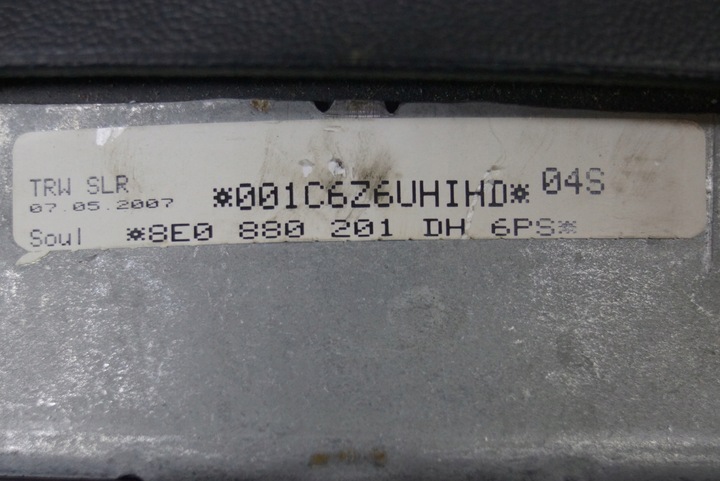 TRW SLR *001C6Z6UHIHD* 04S
07.05.2007
Soul *8E0 880 201 DH 6PS*